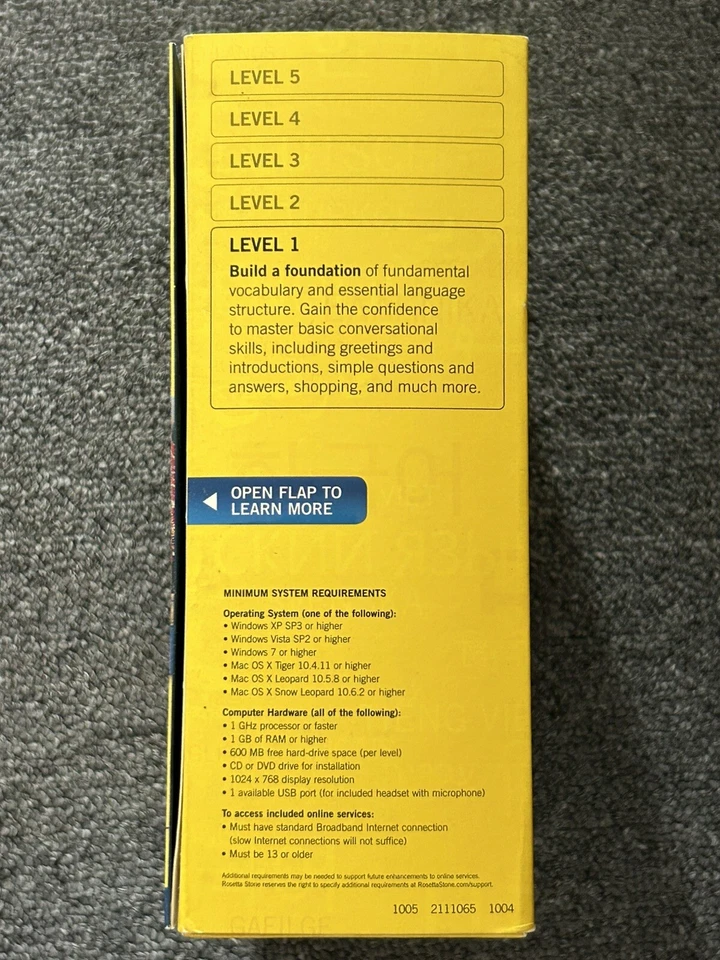 LEVEL 5
LEVEL 4
LEVEL 3
LEVEL 2
LEVEL 1
Build a foundation of fundamental
vocabulary and essential language
structure. Gain the confidence
to master basic conversational
skills, including greetings and
introductions, simple questions and
answers, shopping, and much more.
OPEN FLAP TO
LEARN MORE
MINIMUM SYSTEM REQUIREMENTS
Operating System (one of the following):
• Windows XP SP3 or higher
• Windows Vista SP2 or higher
• Windows 7 or higher
• Mac OS X Tiger 10.4.11 or higher
• Mac OS X Leopard 10.5.8 or higher
• Mac OS X Snow Leopard 10.6.2 or higher
Computer Hardware (all of the following):
• 1 GHz processor or faster
• 1 GB of RAM or higher
• 600 MB free hard-drive space (per level)
• CD or DVD drive for installation
• 1024 x 768 display resolution
• 1 available USB port (for included headset with microphone)
To access included online services:
• Must have standard Broadband Internet connection
(slow Internet connections will not suffice)
• Must be 13 or older
Additional requirements may be needed to support future enhancements to online services.
Rosetta Stone reserves the right to specify additional requirements at RosettaStone.com/support.
1005 2111065 1004
GAEILGE